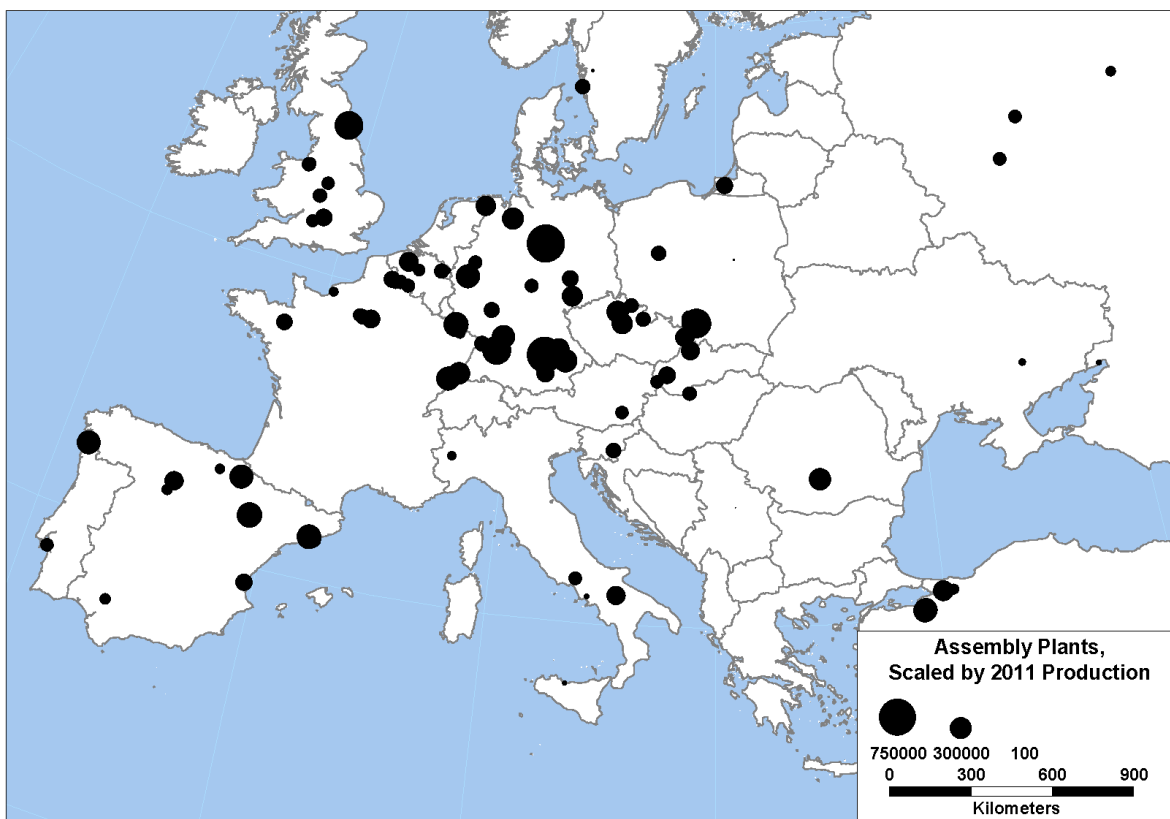 Assembly Plants,
Scaled by 2011 Production
750000 300000 100
0 300 600 900
Kilometers